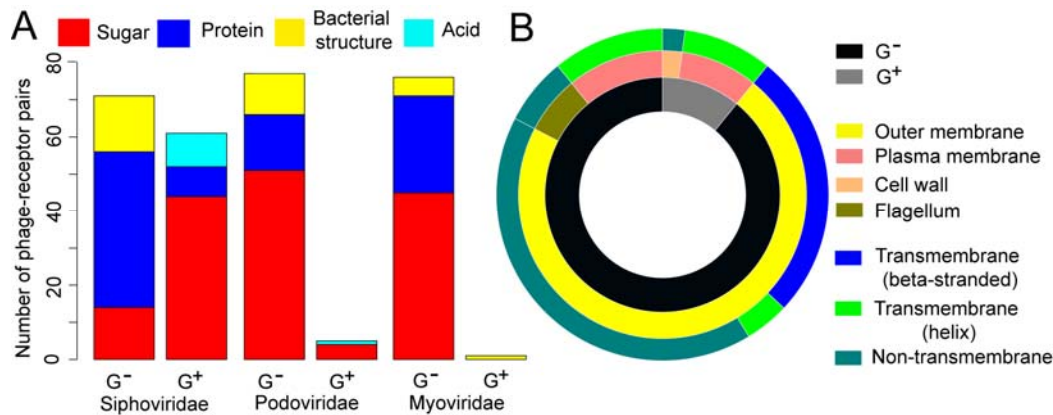 A
Sugar
Protein
Bacterial
structure
Acid
Number of phage-receptor pairs
80
60
40
20
0
G⁻ G⁺ G⁻ G⁺ G⁻ G⁺
Siphoviridae Podoviridae Myoviridae
B
G⁻
G⁺
Outer membrane
Plasma membrane
Cell wall
Flagellum
Transmembrane
(beta-stranded)
Transmembrane
(helix)
Non-transmembrane